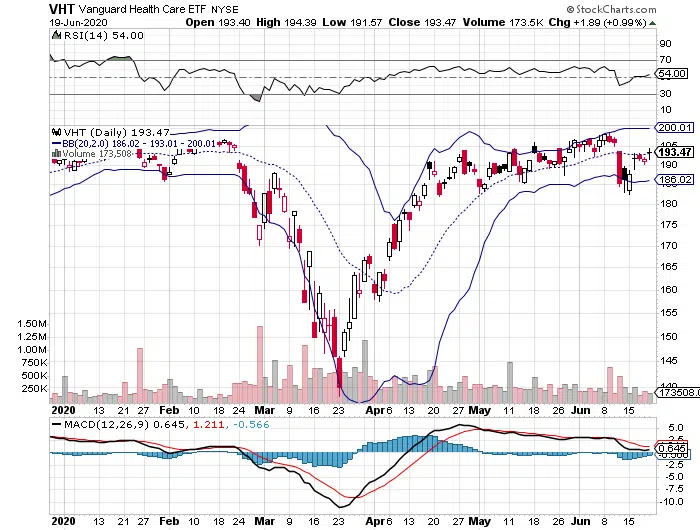 VHT Vanguard Health Care ETF NYSE
© StockCharts.com
19-Jun-2020
Open 193.40 High 194.39 Low 191.57 Close 193.47 Volume 173.5K Chg +1.89 (+0.99%)
RSI(14) 54.00
90
70
54.00
50
30
10
VHT (Daily) 193.47
BB(20,2.0) 186.02 - 193.01 - 200.01
Volume 173,508
200.01
193.47
190
186.02
180
175
170
165
160
155
150
145
140
1.50M
1.25M
1.00M
750K
500K
250K
173508.0
2020 13 21 27 Feb 10 18 24 Mar 9 16 23 Apr 6 13 20 27 May 11 18 26 Jun 8 15
MACD(12,26,9) 0.645, 1.211, -0.566
5.0
2.5
0.645
-2.5
-5.0
-7.5
-10.0
2020 13 21 27 Feb 10 18 24 Mar 9 16 23 Apr 6 13 20 27 May 11 18 26 Jun 8 15